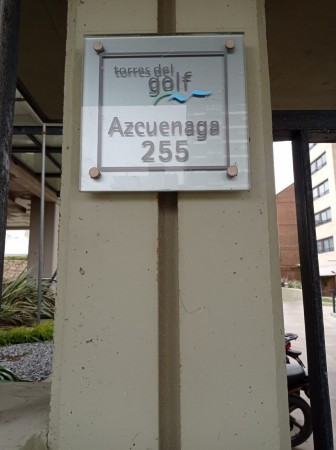 torres del
golf
Azcuenaga
255